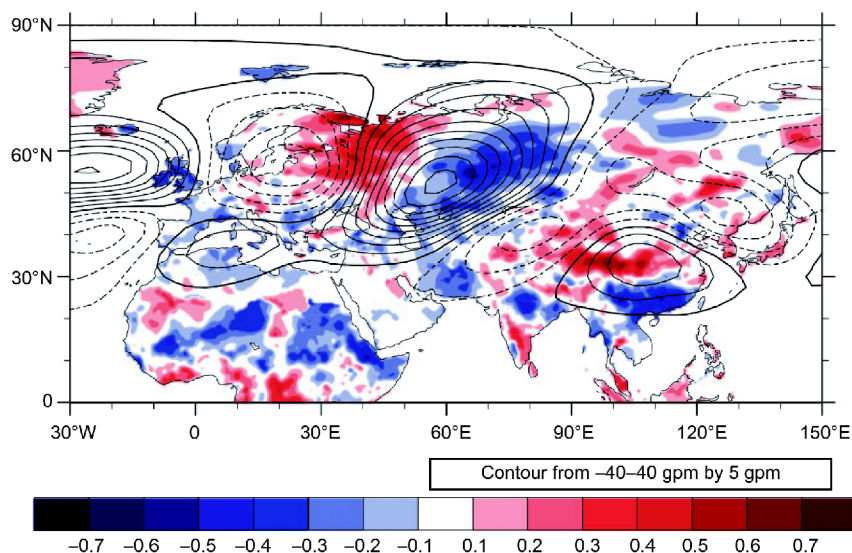 90°N
60°N
30°N
0
30°W 0 30°E 60°E 90°E 120°E 150°E
Contour from –40–40 gpm by 5 gpm
–0.7 –0.6 –0.5 –0.4 –0.3 –0.2 –0.1 0.1 0.2 0.3 0.4 0.5 0.6 0.7